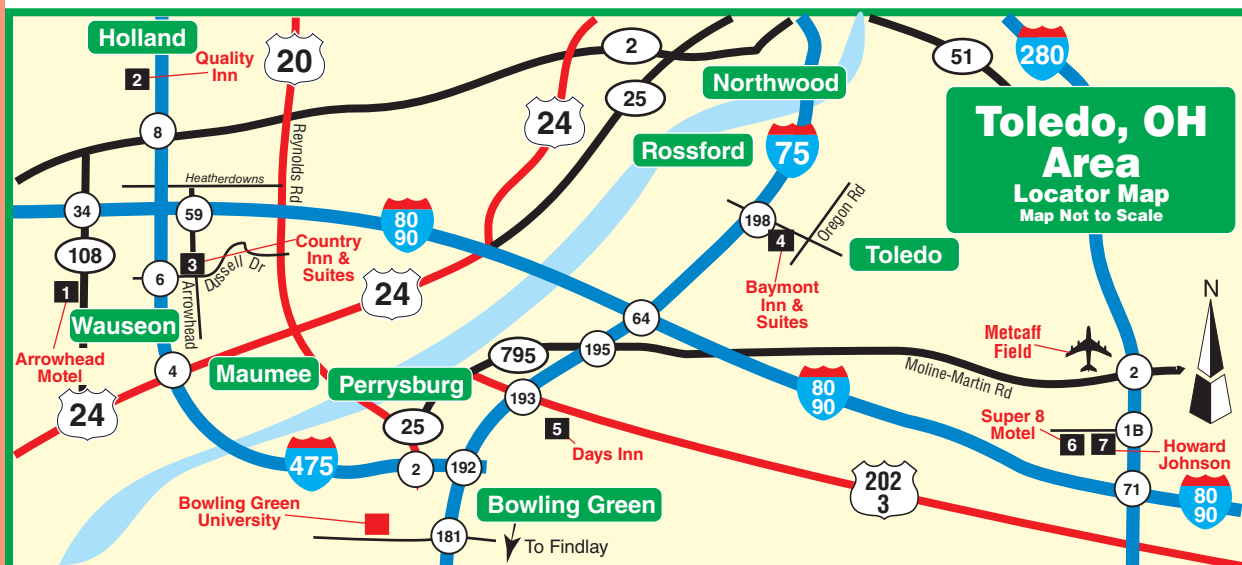 Holland
2
Quality
Inn
20
2
51
280
25
Northwood
24
Toledo, OH
Area
Locator Map
Map Not to Scale
8
Reynolds Rd
Rossford
75
Heatherdowns
34
59
80
90
198
Oregon Rd
4
Toledo
108
3
Country
Inn &
Suites
Dussell Dr
6
Arrowhead
24
Baymont
Inn &
Suites
N
1
Wauseon
64
Metcaff
Field
Arrowhead
Motel
795
195
Moline-Martin Rd
2
4
Maumee
Perrysburg
193
80
90
24
25
5
Days Inn
Super 8
Motel
6
7
1B
Howard
Johnson
475
2
192
202
3
71
80
90
Bowling Green
University
Bowling Green
181
To Findlay